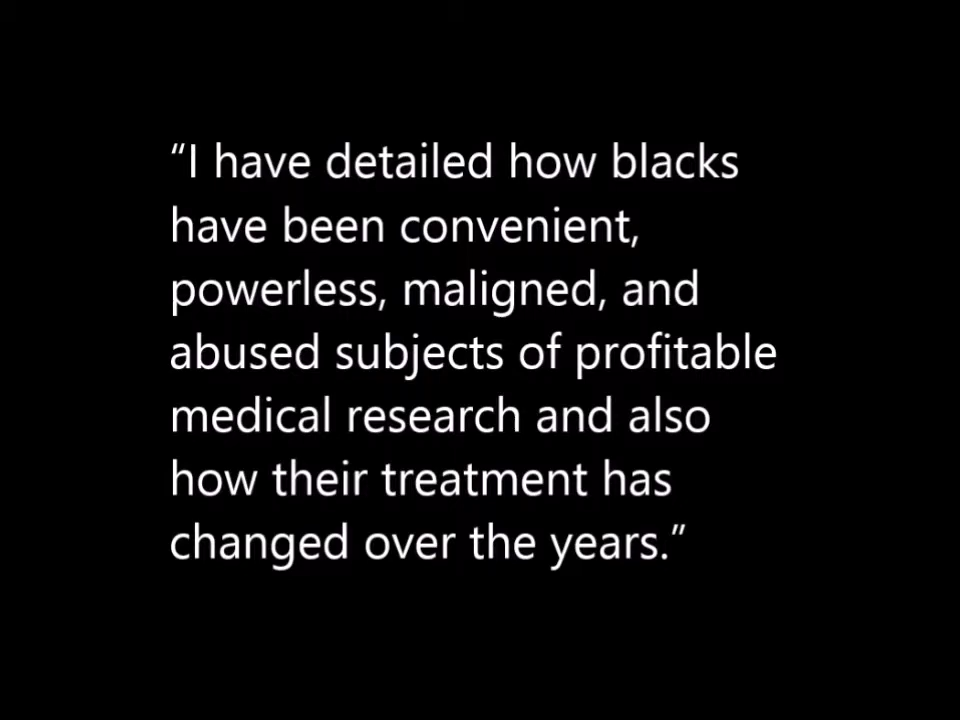 “I have detailed how blacks
have been convenient,
powerless, maligned, and
abused subjects of profitable
medical research and also
how their treatment has
changed over the years.”